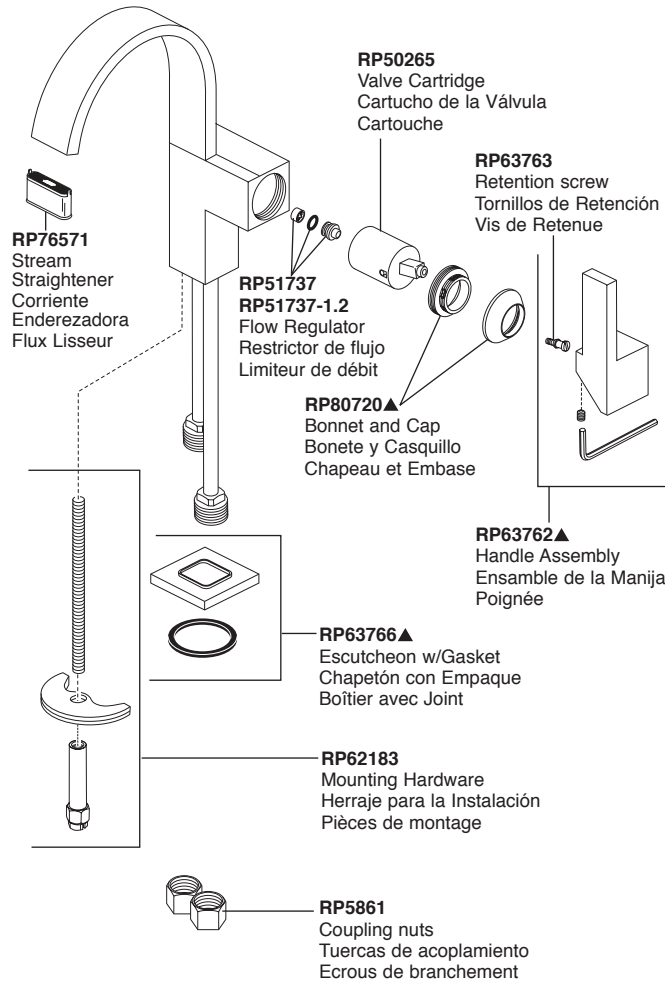 RP50265
Valve Cartridge
Cartucho de la Válvula
Cartouche
RP63763
Retention screw
Tornillos de Retención
Vis de Retenue
RP76571
Stream
Straightener
Corriente
Enderezadora
Flux Lisseur
RP51737
RP51737-1.2
Flow Regulator
Restrictor de flujo
Limiteur de débit
RP80720▲
Bonnet and Cap
Bonete y Casquillo
Chapeau et Embase
RP63762▲
Handle Assembly
Ensamble de la Manija
Poignée
RP63766▲
Escutcheon w/Gasket
Chapetón con Empaque
Boîtier avec Joint
RP62183
Mounting Hardware
Herraje para la Instalación
Pièces de montage
RP5861
Coupling nuts
Tuercas de acoplamiento
Ecrous de branchement